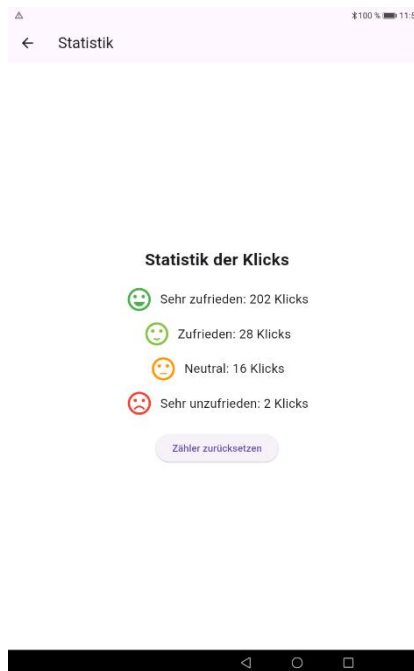 100 % 11:5
Statistik
Statistik der Klicks
Sehr zufrieden: 202 Klicks
Zufrieden: 28 Klicks
Neutral: 16 Klicks
Sehr unzufrieden: 2 Klicks
Zähler zurücksetzen